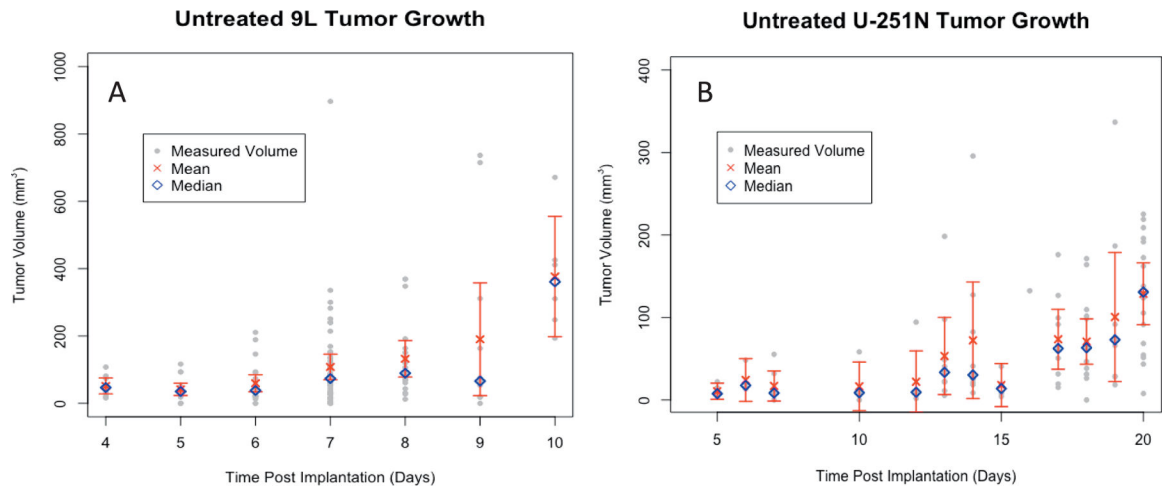 Untreated 9L Tumor Growth
A
Measured Volume
Mean
Median
Tumor Volume (mm³)
0
200
400
600
800
1000
4 5 6 7 8 9 10
Time Post Implantation (Days)
Untreated U-251N Tumor Growth
B
Measured Volume
Mean
Median
Tumor Volume (mm³)
0
100
200
300
400
5 10 15 20
Time Post Implantation (Days)